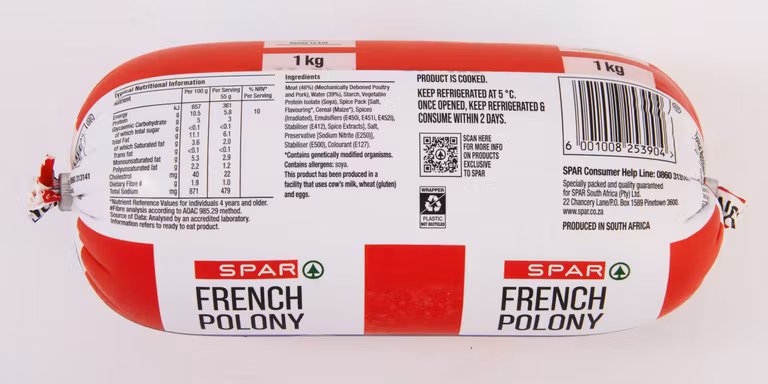 1 kg
Typical Nutritional Information
Nutrient Per 100 g Per Serving 55 g % NRV* Per Serving
Energy kJ 657 361
Protein g 10.5 5.8 10
Glycaemic Carbohydrate g 5 3
of which total sugar g <0.1 <0.1
Total Fat g 11.1 6.1
of which Saturated fat g 3.6 2.0
Trans fat g <0.1 <0.1
Monounsaturated fat g 5.3 2.9
Polyunsaturated fat g 2.2 1.2
Cholesterol mg 40 22
Dietary Fibre # g 1.9 1.0
Total Sodium mg 871 479
*Nutrient Reference Values for individuals 4 years and older.
#Fibre analysis according to AOAC 985.29 method.
Source of Data: Analysed by an accredited laboratory.
Information refers to ready to eat product.
Ingredients
Meat (46%) (Mechanically Deboned Poultry
and Pork), Water (39%), Starch, Vegetable
Protein Isolate (Soya), Spice Pack [Salt,
Flavouring*, Cereal (Maize*), Spices
(Irradiated), Emulsifiers (E450i, E451i, E452i),
Stabiliser (E412), Spice Extracts], Salt,
Preservative [Sodium Nitrite (E250)],
Stabiliser (E500), Colourant (E127).
*Contains genetically modified organisms.
Contains allergens: soya.
This product has been produced in a
facility that uses cow's milk, wheat (gluten)
and eggs.
PRODUCT IS COOKED.
KEEP REFRIGERATED AT 5 °C.
ONCE OPENED, KEEP REFRIGERATED &
CONSUME WITHIN 2 DAYS.
SCAN HERE
FOR MORE INFO
ON PRODUCTS
EXCLUSIVE
TO SPAR
WRAPPER
PLASTIC
NOT RECYCLED
1 kg
6 001008 253904
SPAR Consumer Help Line: 0860 3131
Specially packed and quality guaranteed
for SPAR South Africa (Pty) Ltd.
22 Chancery Lane/P.O. Box 1589 Pinetown 3600.
www.spar.co.za
PRODUCED IN SOUTH AFRICA
SPAR
FRENCH
POLONY
SPAR
FRENCH
POLONY